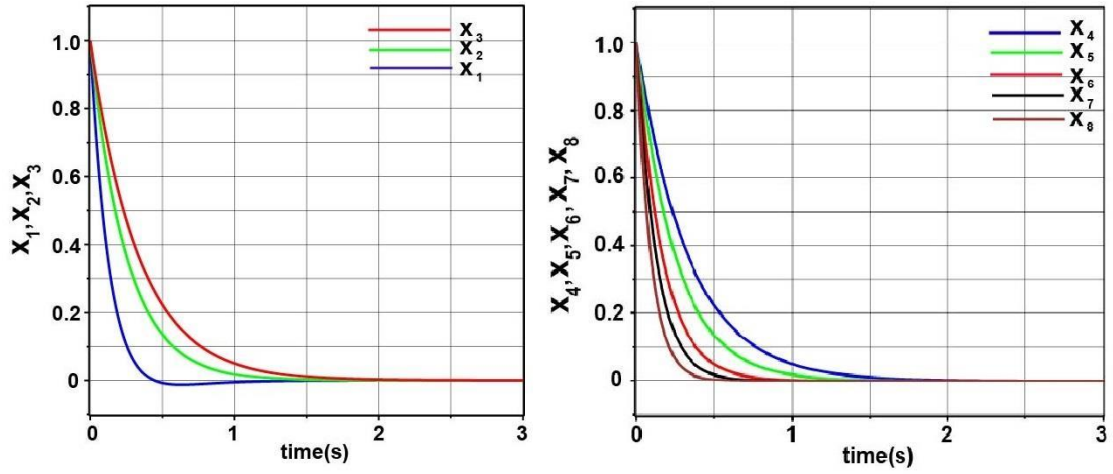 X₃
X₂
X₁
1.0
0.8
0.6
0.4
0.2
0
X₁,X₂,X₃
0 1 2 3
time(s)
X₄
X₅
X₆
X₇
X₈
1.0
0.8
0.6
0.4
0.2
0
X₄,X₅,X₆,X₇,X₈
0 1 2 3
time(s)